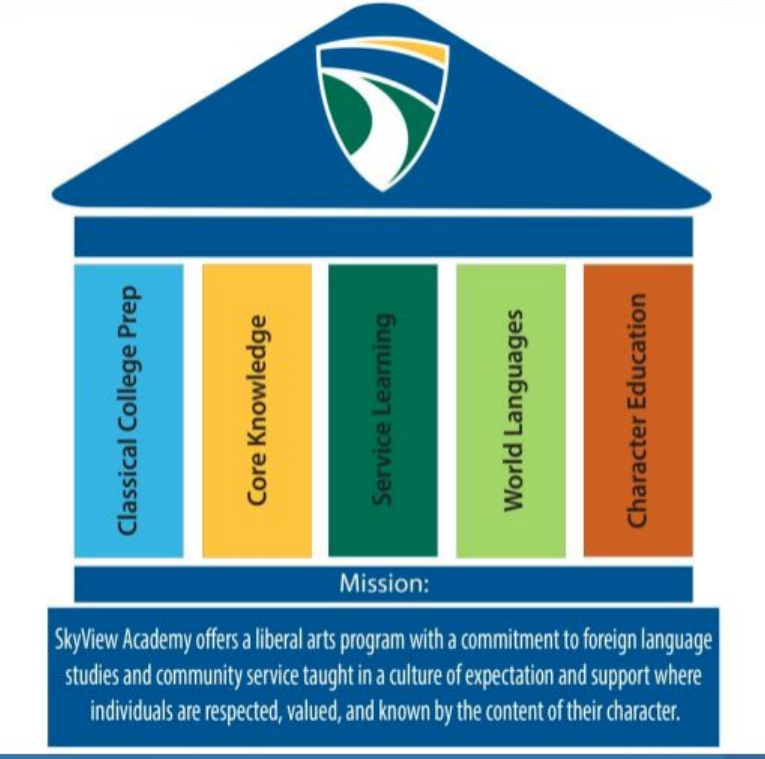 Classical College Prep
Core Knowledge
Service Learning
World Languages
Character Education
Mission:
SkyView Academy offers a liberal arts program with a commitment to foreign language
studies and community service taught in a culture of expectation and support where
individuals are respected, valued, and known by the content of their character.